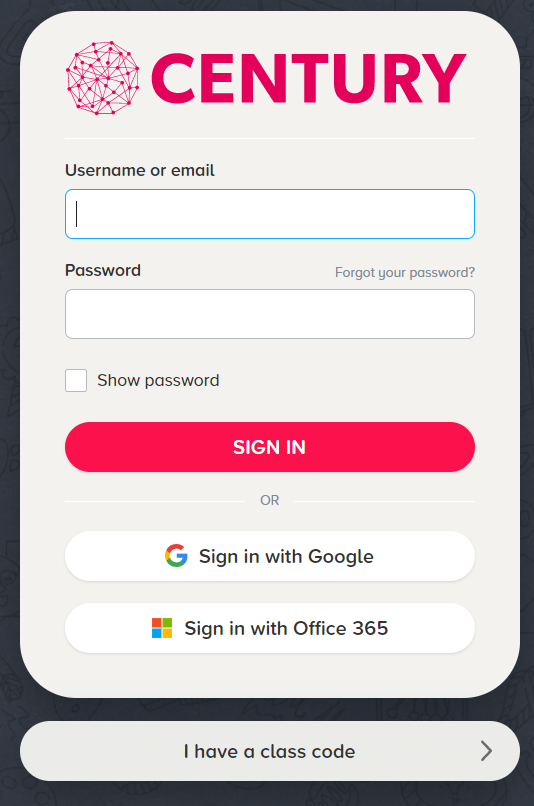 CENTURY
Username or email
Password
Forgot your password?
Show password
SIGN IN
OR
Sign in with Google
Sign in with Office 365
I have a class code